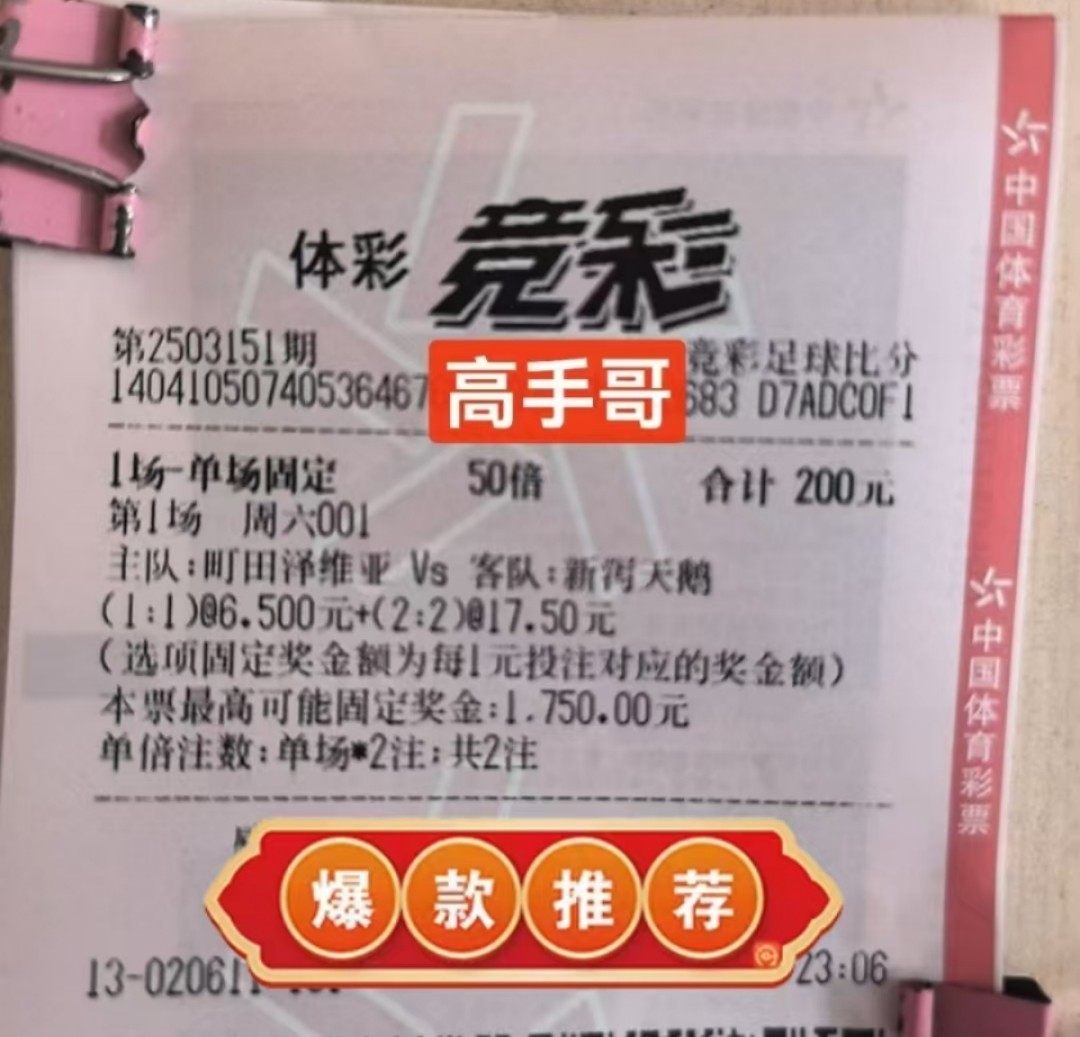 体彩 竞彩
第2503151期 竞彩足球比分
14041050740536467 683 D7ADC0F1
高手哥
1场-单场固定 50倍 合计 200元
第1场 周六001
主队:町田泽维亚 Vs 客队:新泻天鹅
(1:1)@6.500元+(2:2)@17.50元
(选项固定奖金额为每1元投注对应的奖金额)
本票最高可能固定奖金:1,750.00元
单倍注数:单场*2注;共2注
爆款推荐
13-020611 23:06
中国体育彩票
中国体育彩票